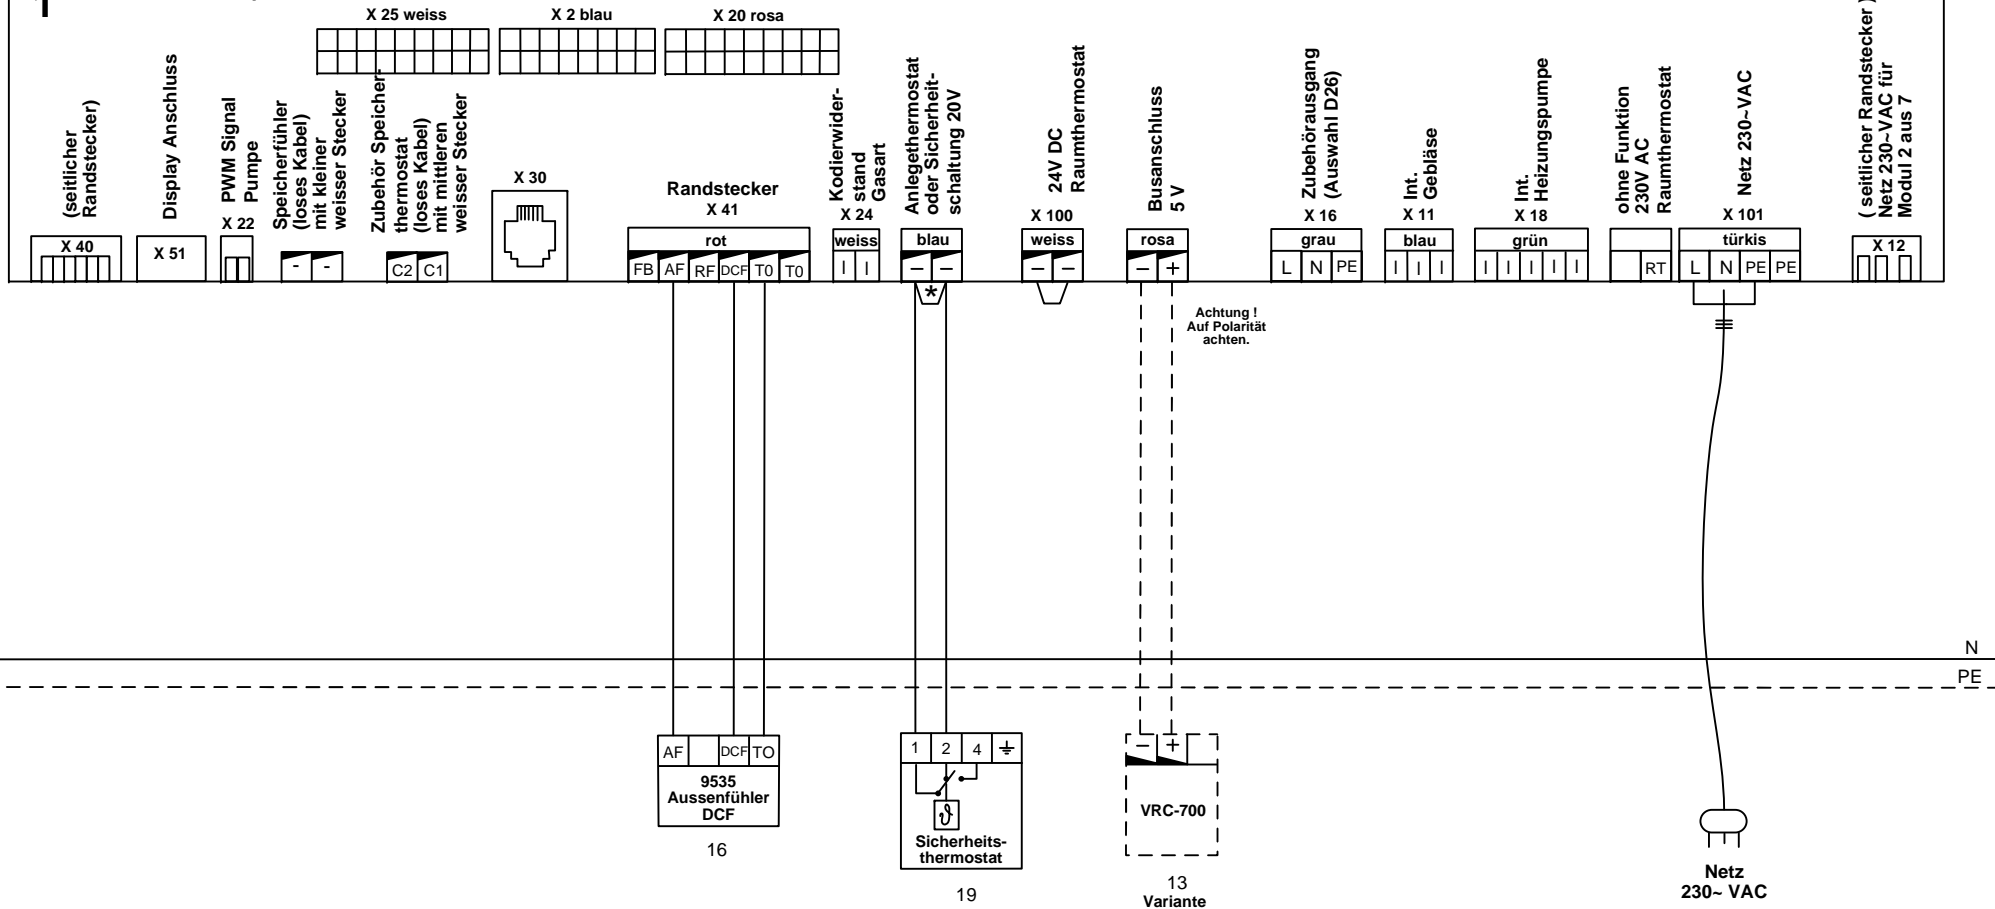 X 25 weiss
X 2 blau
X 20 rosa
(seitlicher
Randstecker)
X 40
Display Anschluss
X 51
PWM Signal
Pumpe
X 22
Speicherfühler
(loses Kabel)
mit kleiner
weisser Stecker
- -
Zubehör Speicher-
thermostat
(loses Kabel)
mit mittleren
weisser Stecker
C2 C1
X 30
Randstecker
X 41
rot
FB AF RF DCF T0 T0
Kodierwider-
stand
Gasart
X 24
weiss
I I
Anlegethermostat
oder Sicherheit-
schaltung 20V
blau
– –
*
24V DC
Raumthermostat
X 100
weiss
– –
Busanschluss
5 V
rosa
– +
Achtung !
Auf Polarität
achten.
Zubehörausgang
(Auswahl D26)
X 16
grau
L N PE
Int.
Gebläse
X 11
blau
I I I
Int.
Heizungspumpe
X 18
grün
I I I I I
ohne Funktion
230V AC
Raumthermostat
RT
Netz 230~VAC
X 101
türkis
L N PE PE
( seitlicher Randstecker )
Netz 230~VAC für
Modul 2 aus 7
X 12
N
PE
AF DCF TO
9535
Aussenfühler
DCF
16
1 2 4
ϑ
Sicherheits-
thermostat
19
– +
VRC-700
13
Variante
Netz
230~ VAC